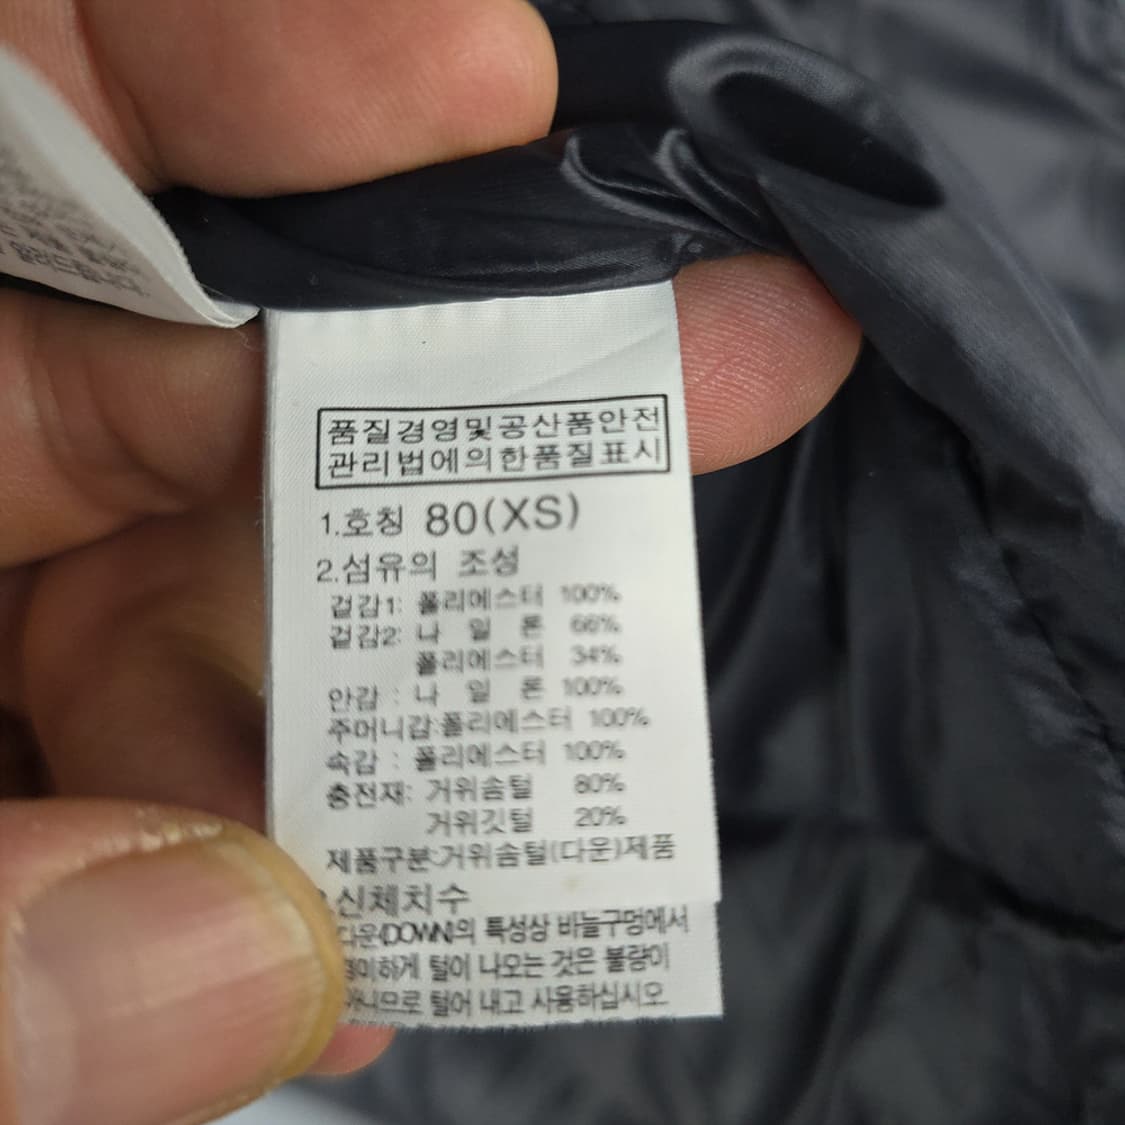 품질경영및공산품안전
관리법에의한품질표시
1.호칭 80(XS)
2.섬유의 조성
겉감1: 폴리에스터 100%
겉감2: 나 일 론 66%
폴리에스터 34%
안감 : 나 일 론 100%
주머니감:폴리에스터 100%
속감 : 폴리에스터 100%
충전재: 거위솜털 80%
거위깃털 20%
제품구분:거위솜털(다운)제품
신체치수
다운(DOWN)의 특성상 바늘구멍에서
털이 나오는 것은 불량이
아니므로 털어 내고 사용하십시오